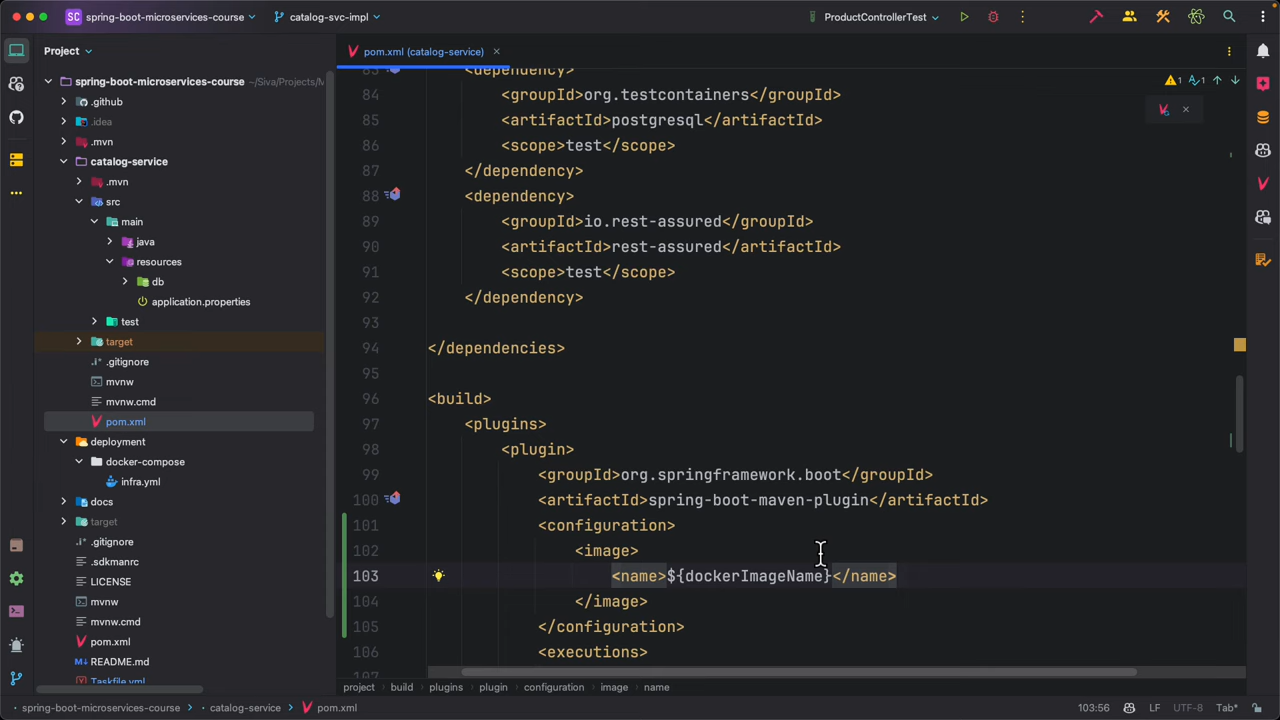 SC spring-boot-microservices-course
catalog-svc-impl
ProductControllerTest
Project
pom.xml (catalog-service)
spring-boot-microservices-course ~/Siva/Projects/M
.github
.idea
.mvn
catalog-service
.mvn
src
main
java
resources
db
application.properties
test
target
.gitignore
mvnw
mvnw.cmd
pom.xml
deployment
docker-compose
infra.yml
docs
target
.gitignore
.sdkmanrc
LICENSE
mvnw
mvnw.cmd
pom.xml
README.md
Taskfile.yml
1 1
83 <dependency>
84 <groupId>org.testcontainers</groupId>
85 <artifactId>postgresql</artifactId>
86 <scope>test</scope>
87 </dependency>
88 <dependency>
89 <groupId>io.rest-assured</groupId>
90 <artifactId>rest-assured</artifactId>
91 <scope>test</scope>
92 </dependency>
93
94 </dependencies>
95
96 <build>
97 <plugins>
98 <plugin>
99 <groupId>org.springframework.boot</groupId>
100 <artifactId>spring-boot-maven-plugin</artifactId>
101 <configuration>
102 <image>
103 <name>${dockerImageName}</name>
104 </image>
105 </configuration>
106 <executions>
107
project > build > plugins > plugin > configuration > image > name
spring-boot-microservices-course > catalog-service > pom.xml
103:56 LF UTF-8 Tab*